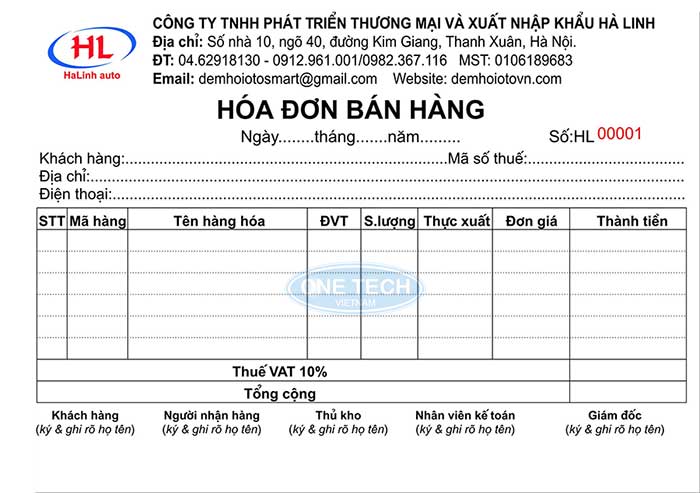 HL
HaLinh auto
CÔNG TY TNHH PHÁT TRIỂN THƯƠNG MẠI VÀ XUẤT NHẬP KHẨU HÀ LINH
Địa chỉ: Số nhà 10, ngõ 40, đường Kim Giang, Thanh Xuân, Hà Nội.
ĐT: 04.62918130 - 0912.961.001/0982.367.116 MST: 0106189683
Email: demhoiotosmart@gmail.com Website: demhoiotovn.com
HÓA ĐƠN BÁN HÀNG
Ngày........tháng........năm......... Số:HL 00001
Khách hàng:.......................................................Mã số thuế:...........................
Địa chỉ:.....................................................................................................
Điện thoại:.................................................................................................
STT Mã hàng Tên hàng hóa ĐVT S.lượng Thực xuất Đơn giá Thành tiền
ONE TECH
VIETNAM
Thuế VAT 10%
Tổng cộng
Khách hàng Người nhận hàng Thủ kho Nhân viên kế toán Giám đốc
(ký & ghi rõ họ tên) (ký & ghi rõ họ tên) (ký & ghi rõ họ tên) (ký & ghi rõ họ tên) (ký & ghi rõ họ tên)